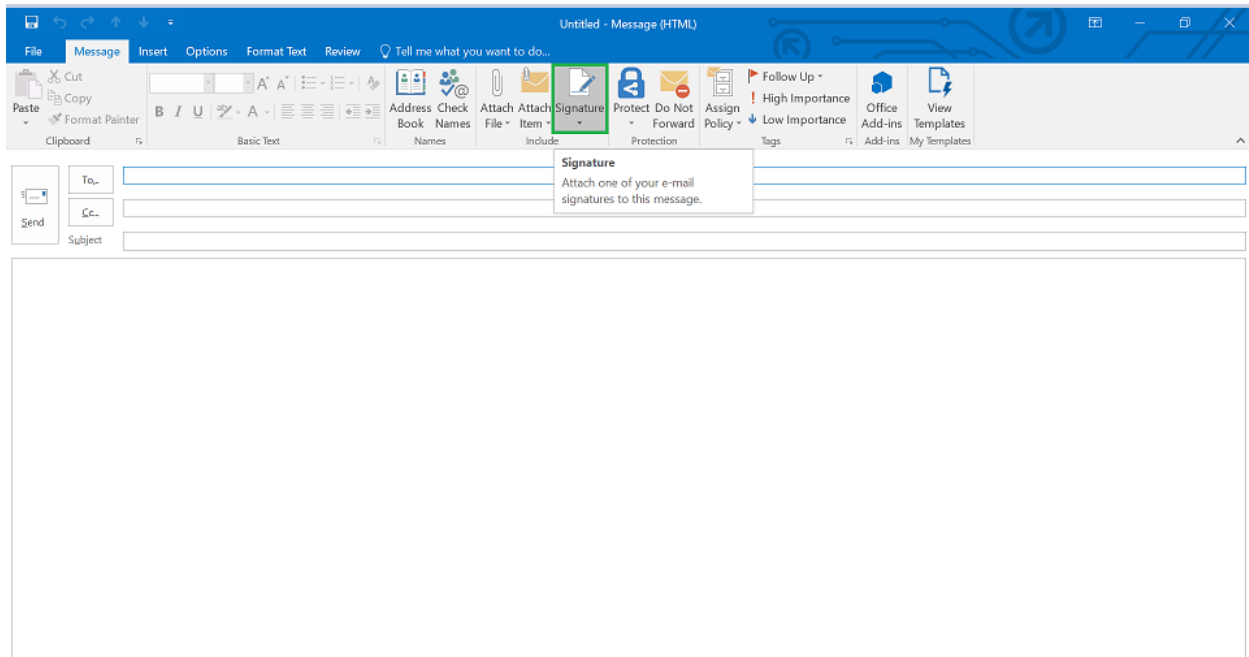 Untitled - Message (HTML)
File Message Insert Options Format Text Review Tell me what you want to do...
Paste
Cut
Copy
Format Painter
Clipboard
B I U A
A A
Basic Text
Address Book
Check Names
Names
Attach File
Attach Item
Signature
Include
Protect
Do Not Forward
Protection
Assign Policy
Follow Up
High Importance
Low Importance
Tags
Office Add-ins
Add-ins
View Templates
My Templates
Signature
Attach one of your e-mail
signatures to this message.
Send
To...
Cc...
Subject